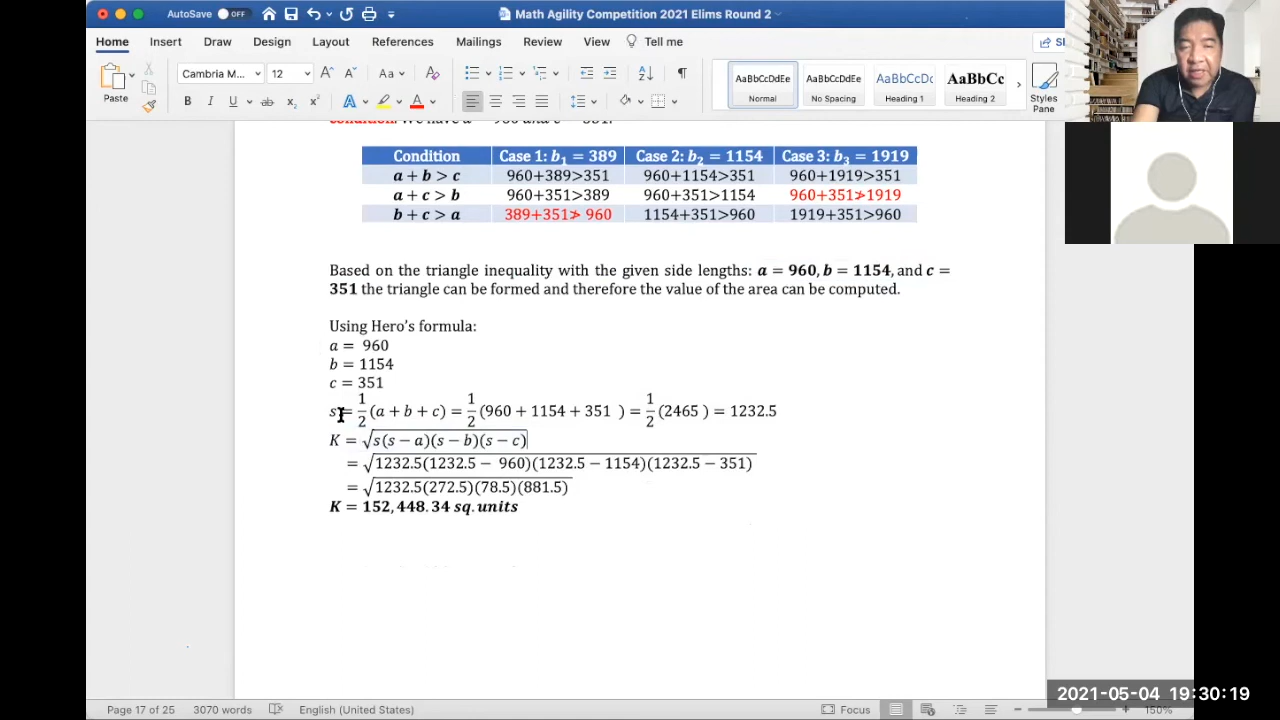 AutoSave OFF Math Agility Competition 2021 Elims Round 2
Home Insert Draw Design Layout References Mailings Review View Tell me
Paste Cambria M... 12 AaBbCcDdEe AaBbCcDdEe AaBbCcDc AaBbCc Styles Pane
Normal No Spacing Heading 1 Heading 2
Condition Case 1: b₁ = 389 Case 2: b₂ = 1154 Case 3: b₃ = 1919
a + b > c 960+389>351 960+1154>351 960+1919>351
a + c > b 960+351>389 960+351>1154 960+351≯1919
b + c > a 389+351≯ 960 1154+351>960 1919+351>960
Based on the triangle inequality with the given side lengths: a = 960, b = 1154, and c =
351 the triangle can be formed and therefore the value of the area can be computed.
Using Hero's formula:
a = 960
b = 1154
c = 351
s = 1/2 (a + b + c) = 1/2 (960 + 1154 + 351 ) = 1/2 (2465 ) = 1232.5
K = √s(s − a)(s − b)(s − c)
= √1232.5(1232.5 − 960)(1232.5 − 1154)(1232.5 − 351)
= √1232.5(272.5)(78.5)(881.5)
K = 152,448.34 sq.units
2021-05-04 19:30:19
Page 17 of 25 3070 words English (United States) Focus 150%